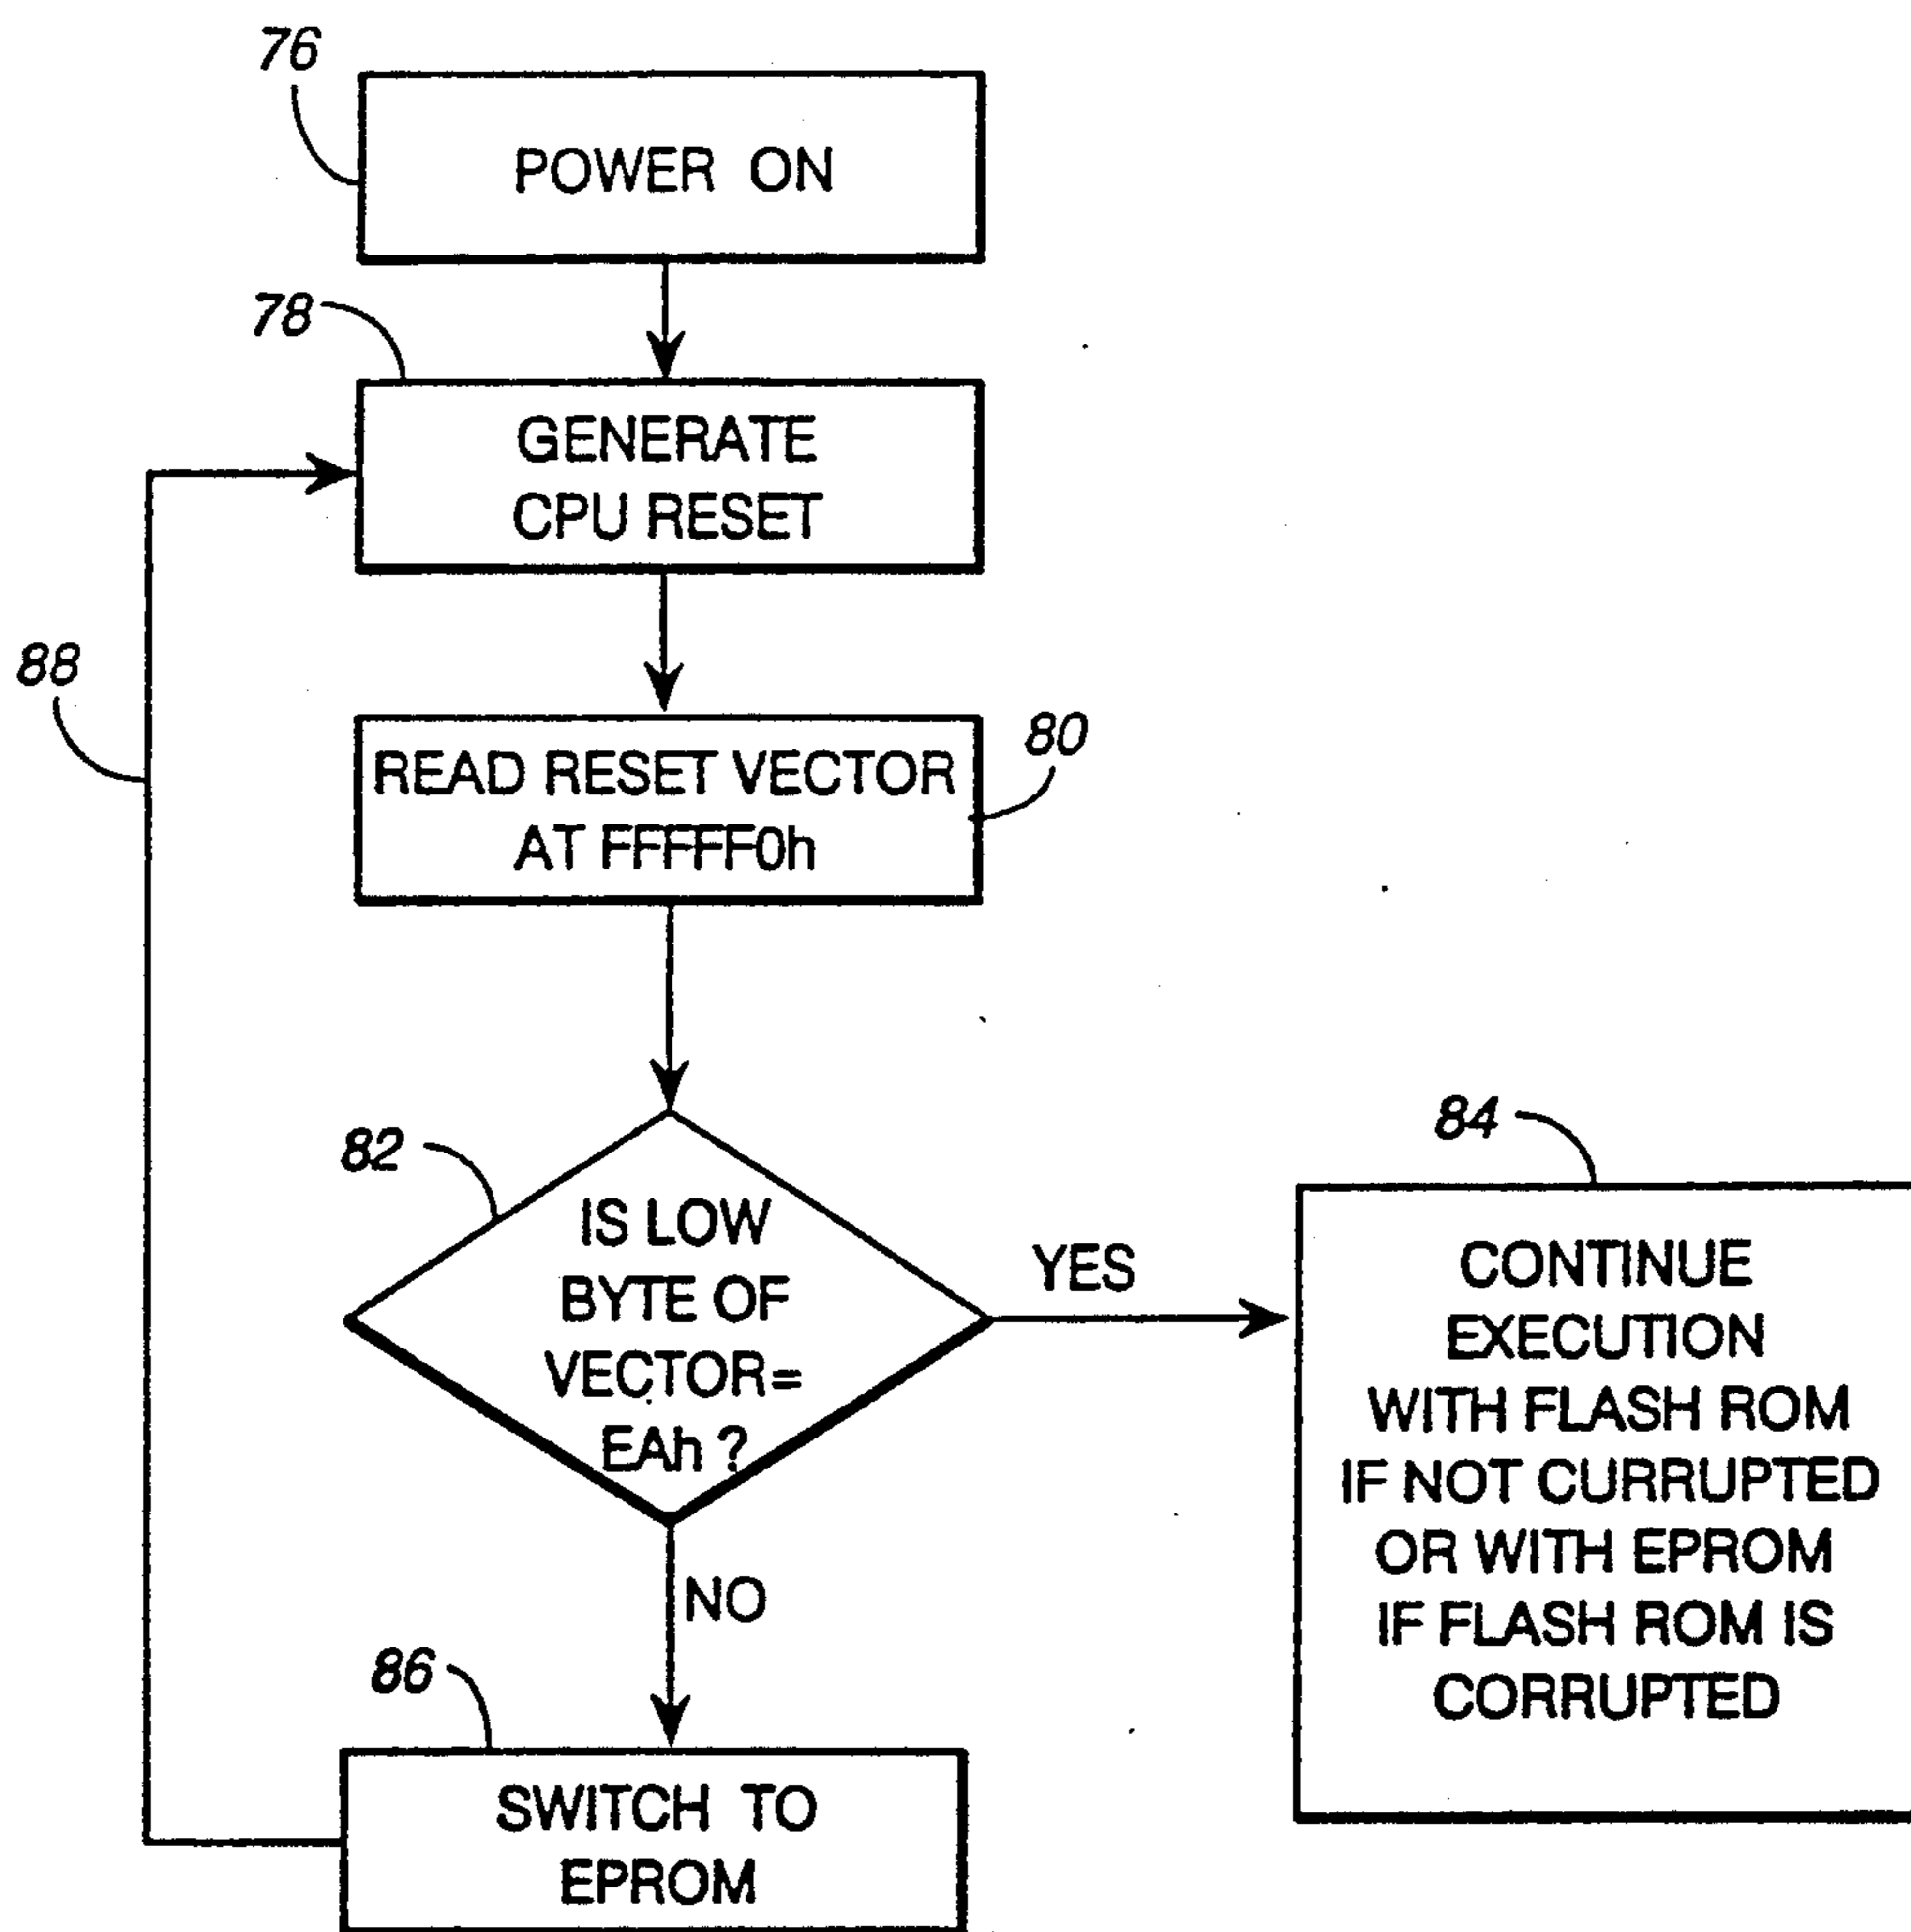 76
POWER ON
78
GENERATE
CPU RESET
88
READ RESET VECTOR
AT FFFFF0h
80
82
IS LOW
BYTE OF
VECTOR=
EAh ?
YES
84
CONTINUE
EXECUTION
WITH FLASH ROM
IF NOT CURRUPTED
OR WITH EPROM
IF FLASH ROM IS
CORRUPTED
NO
86
SWITCH TO
EPROM